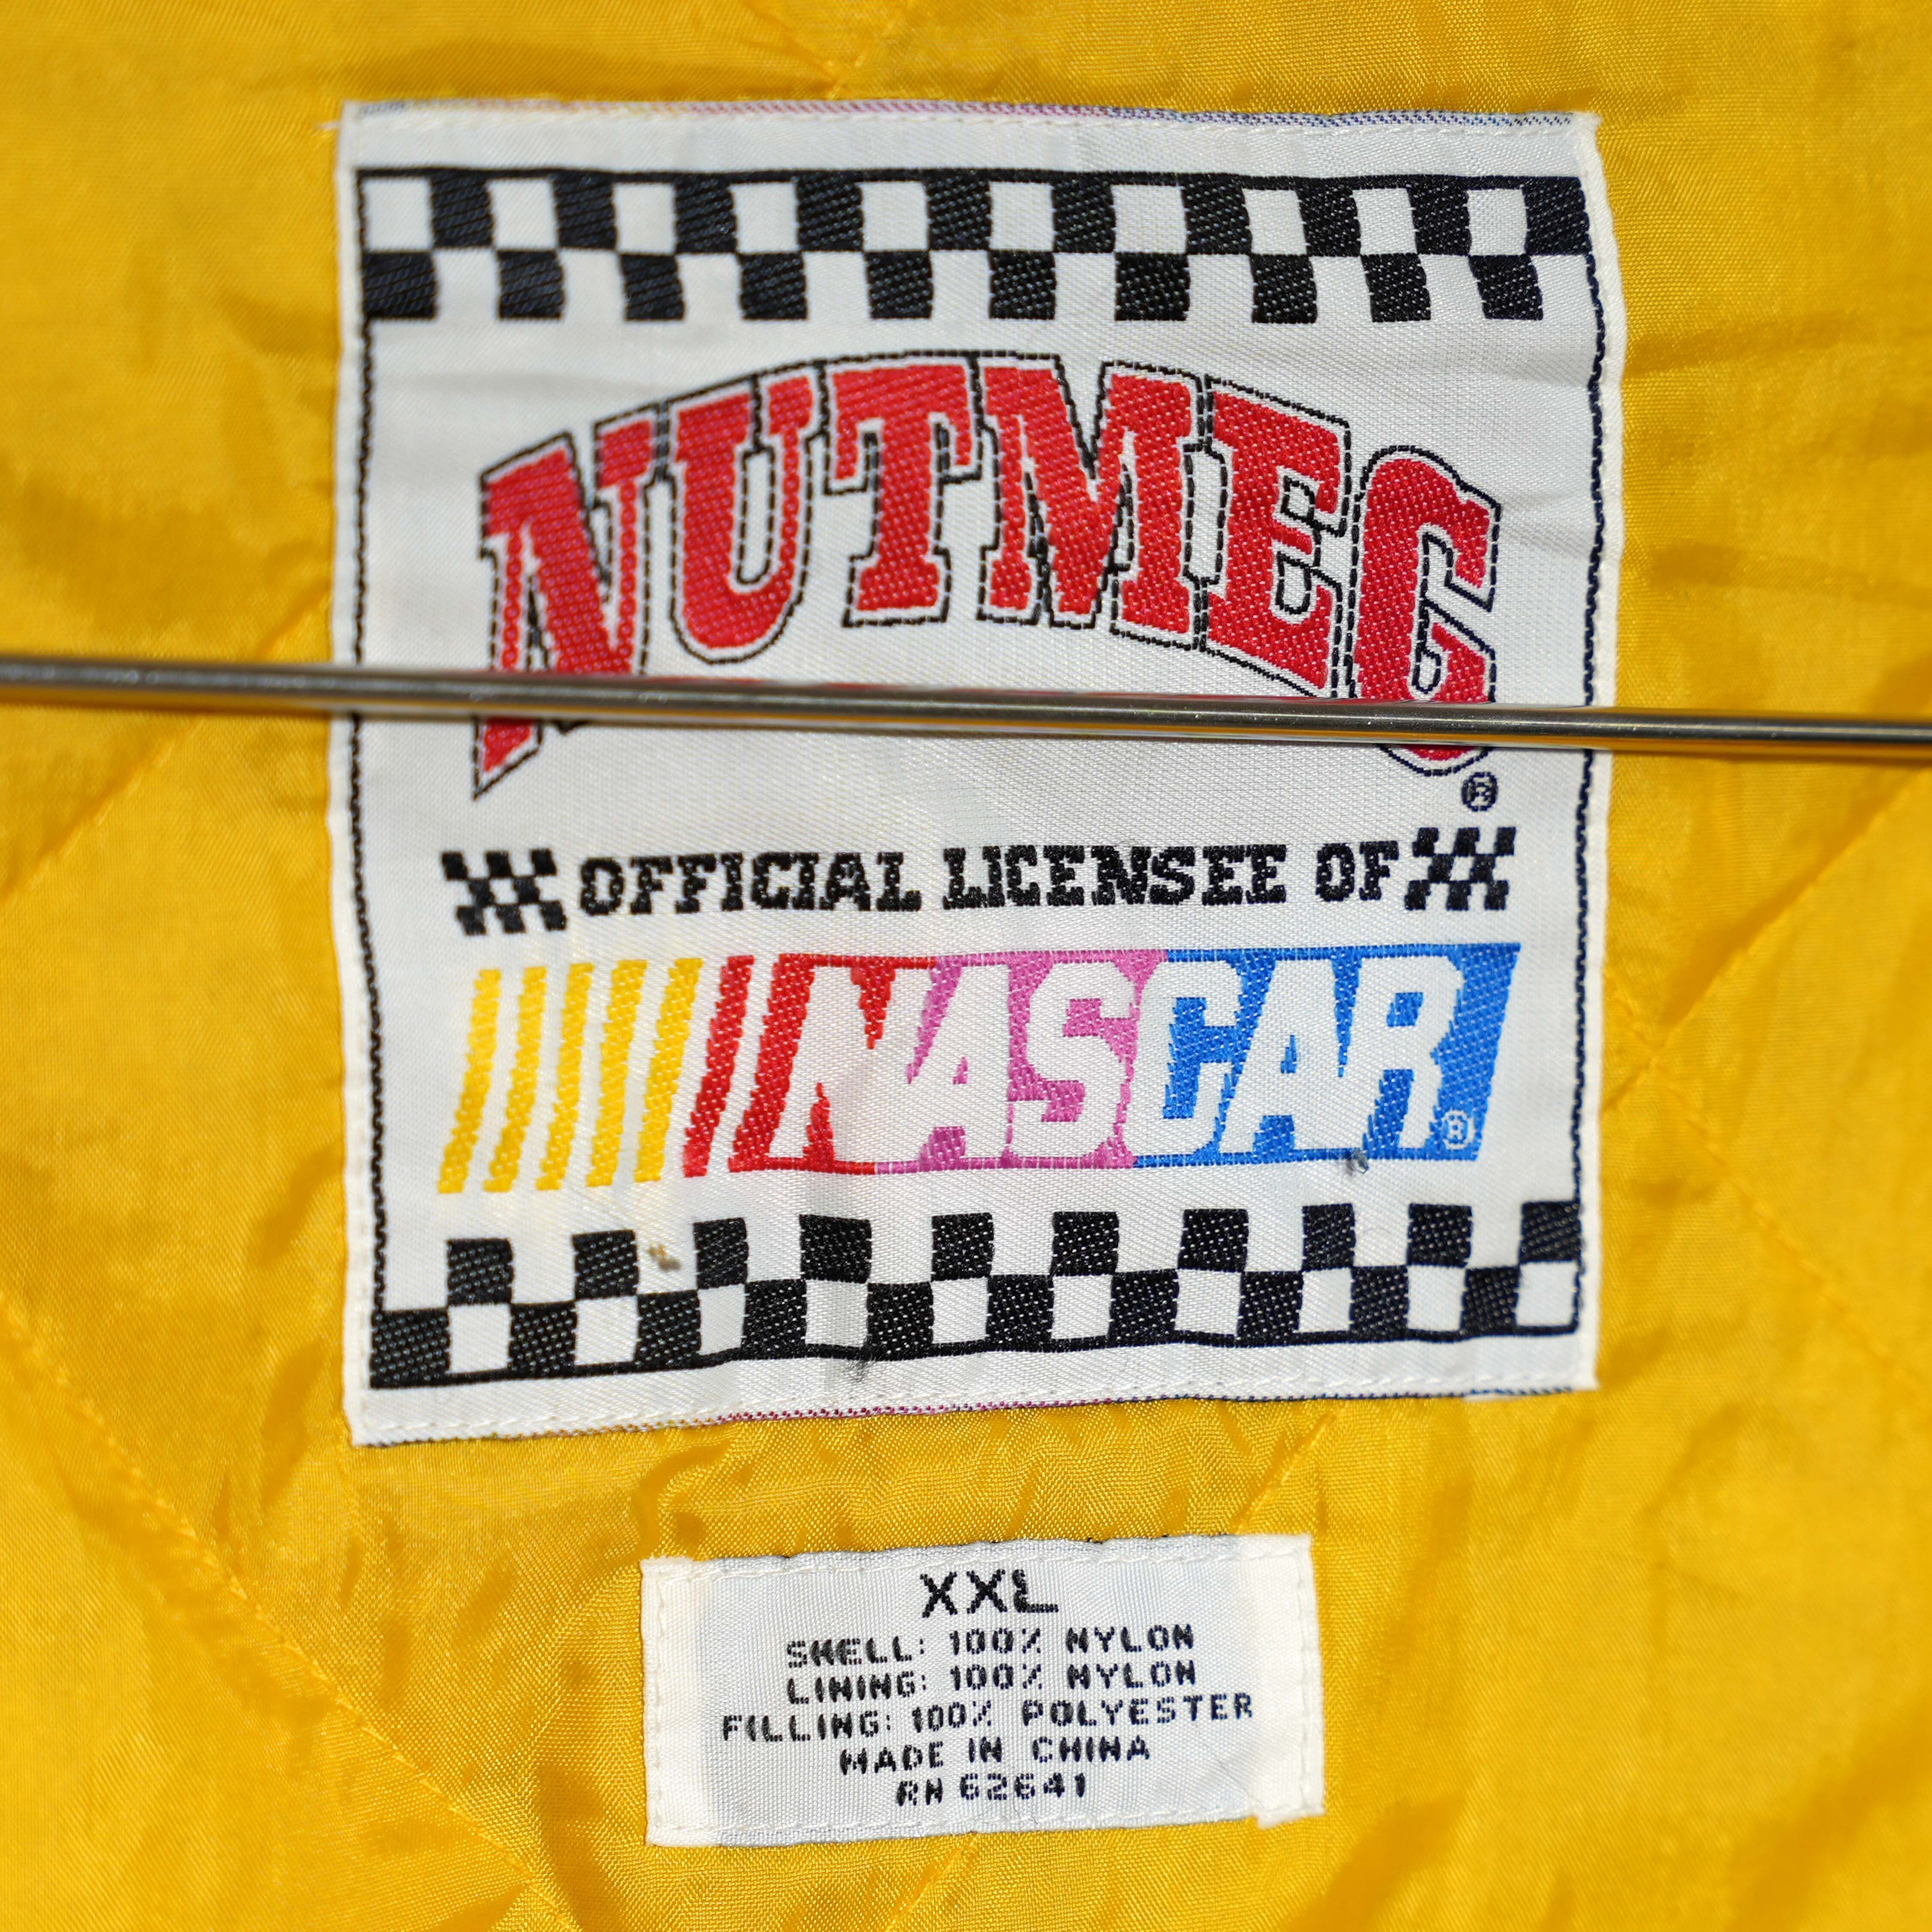 NUTMEG®
OFFICIAL LICENSEE OF
NASCAR®
XXL
SHELL: 100% NYLON
LINING: 100% NYLON
FILLING: 100% POLYESTER
MADE IN CHINA
RN 62641